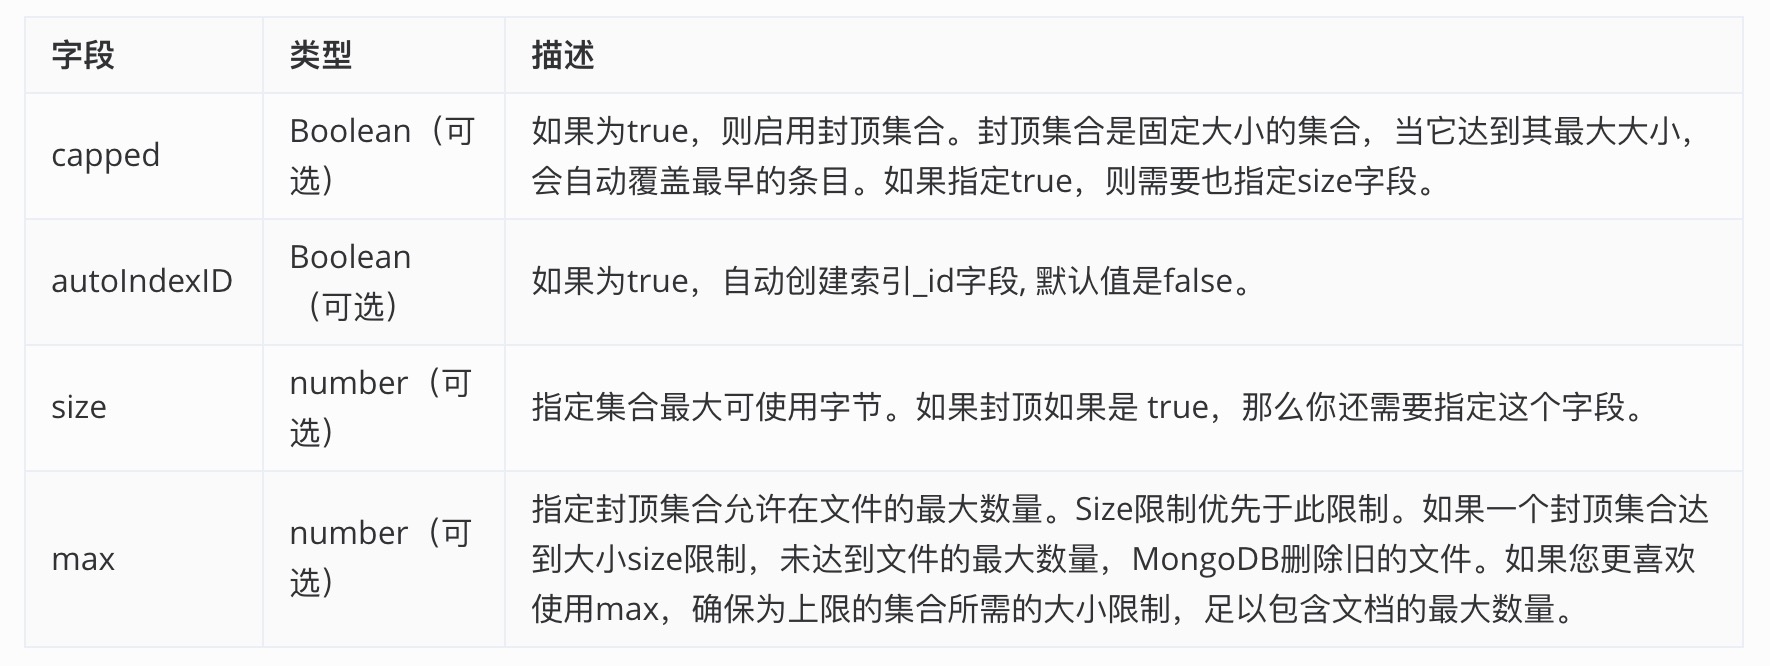 字段 类型 描述
capped
Boolean（可
选）
如果为true，则启用封顶集合。封顶集合是固定大小的集合，当它达到其最大大小，
会自动覆盖最早的条目。如果指定true，则需要也指定size字段。
autoIndexID
Boolean
（可选）
如果为true，自动创建索引_id字段, 默认值是false。
size
number（可
选）
指定集合最大可使用字节。如果封顶如果是 true，那么你还需要指定这个字段。
max
number（可
选）
指定封顶集合允许在文件的最大数量。Size限制优先于此限制。如果一个封顶集合达
到大小size限制，未达到文件的最大数量，MongoDB删除旧的文件。如果您更喜欢
使用max，确保为上限的集合所需的大小限制，足以包含文档的最大数量。